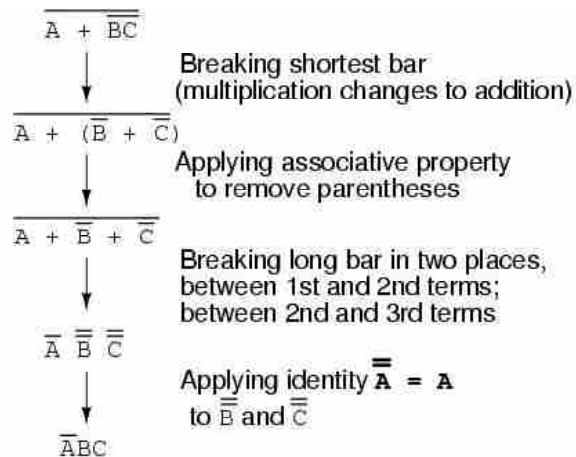 A̅ ̅+̅ ̅B̿C̿
Breaking shortest bar
(multiplication changes to addition)
A̅ ̅+̅ ̅(̅B̿ ̅+̅ ̅C̿)̅
Applying associative property
to remove parentheses
A̅ ̅+̅ ̅B̿ ̅+̅ ̅C̿
Breaking long bar in two places,
between 1st and 2nd terms;
between 2nd and 3rd terms
A̅ B̿ C̿
Applying identity A̿ = A
to B̿ and C̿
A̅BC